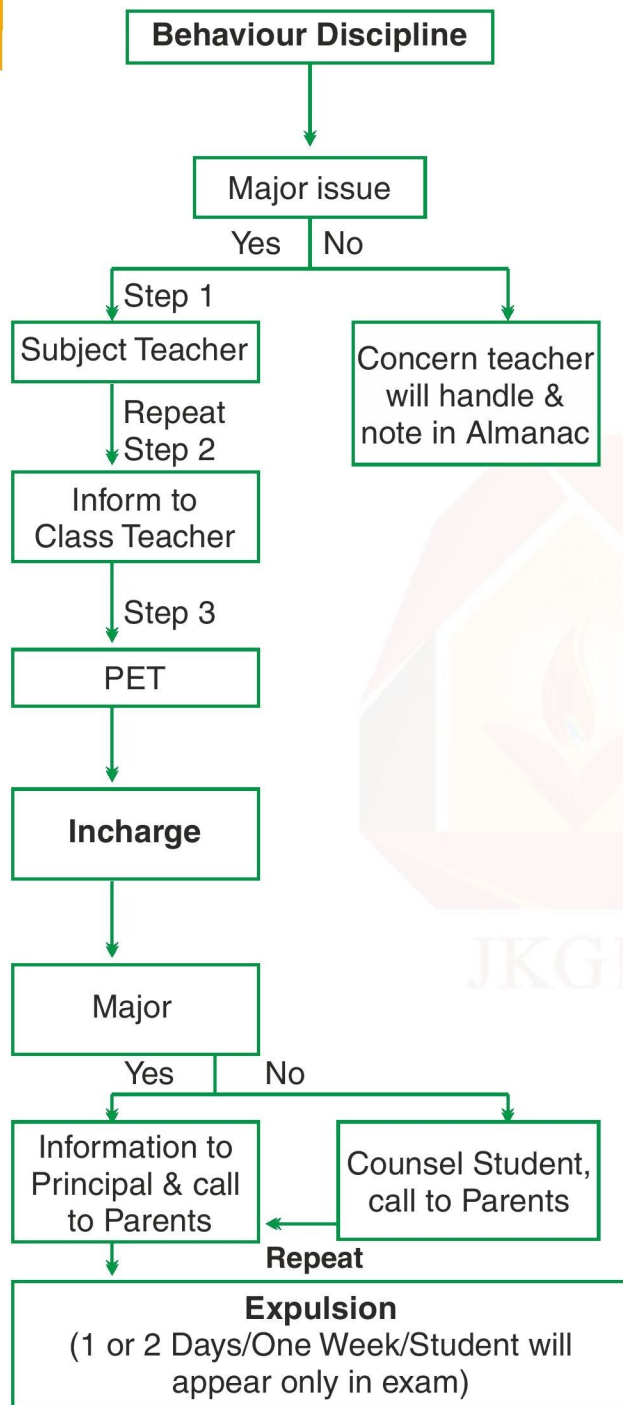 Behaviour Discipline
Major issue
Yes No
Step 1
Subject Teacher
Concern teacher
will handle &
note in Almanac
Repeat
Step 2
Inform to
Class Teacher
Step 3
PET
Incharge
Major
Yes No
Information to
Principal & call
to Parents
Counsel Student,
call to Parents
Repeat
Expulsion
(1 or 2 Days/One Week/Student will
appear only in exam)